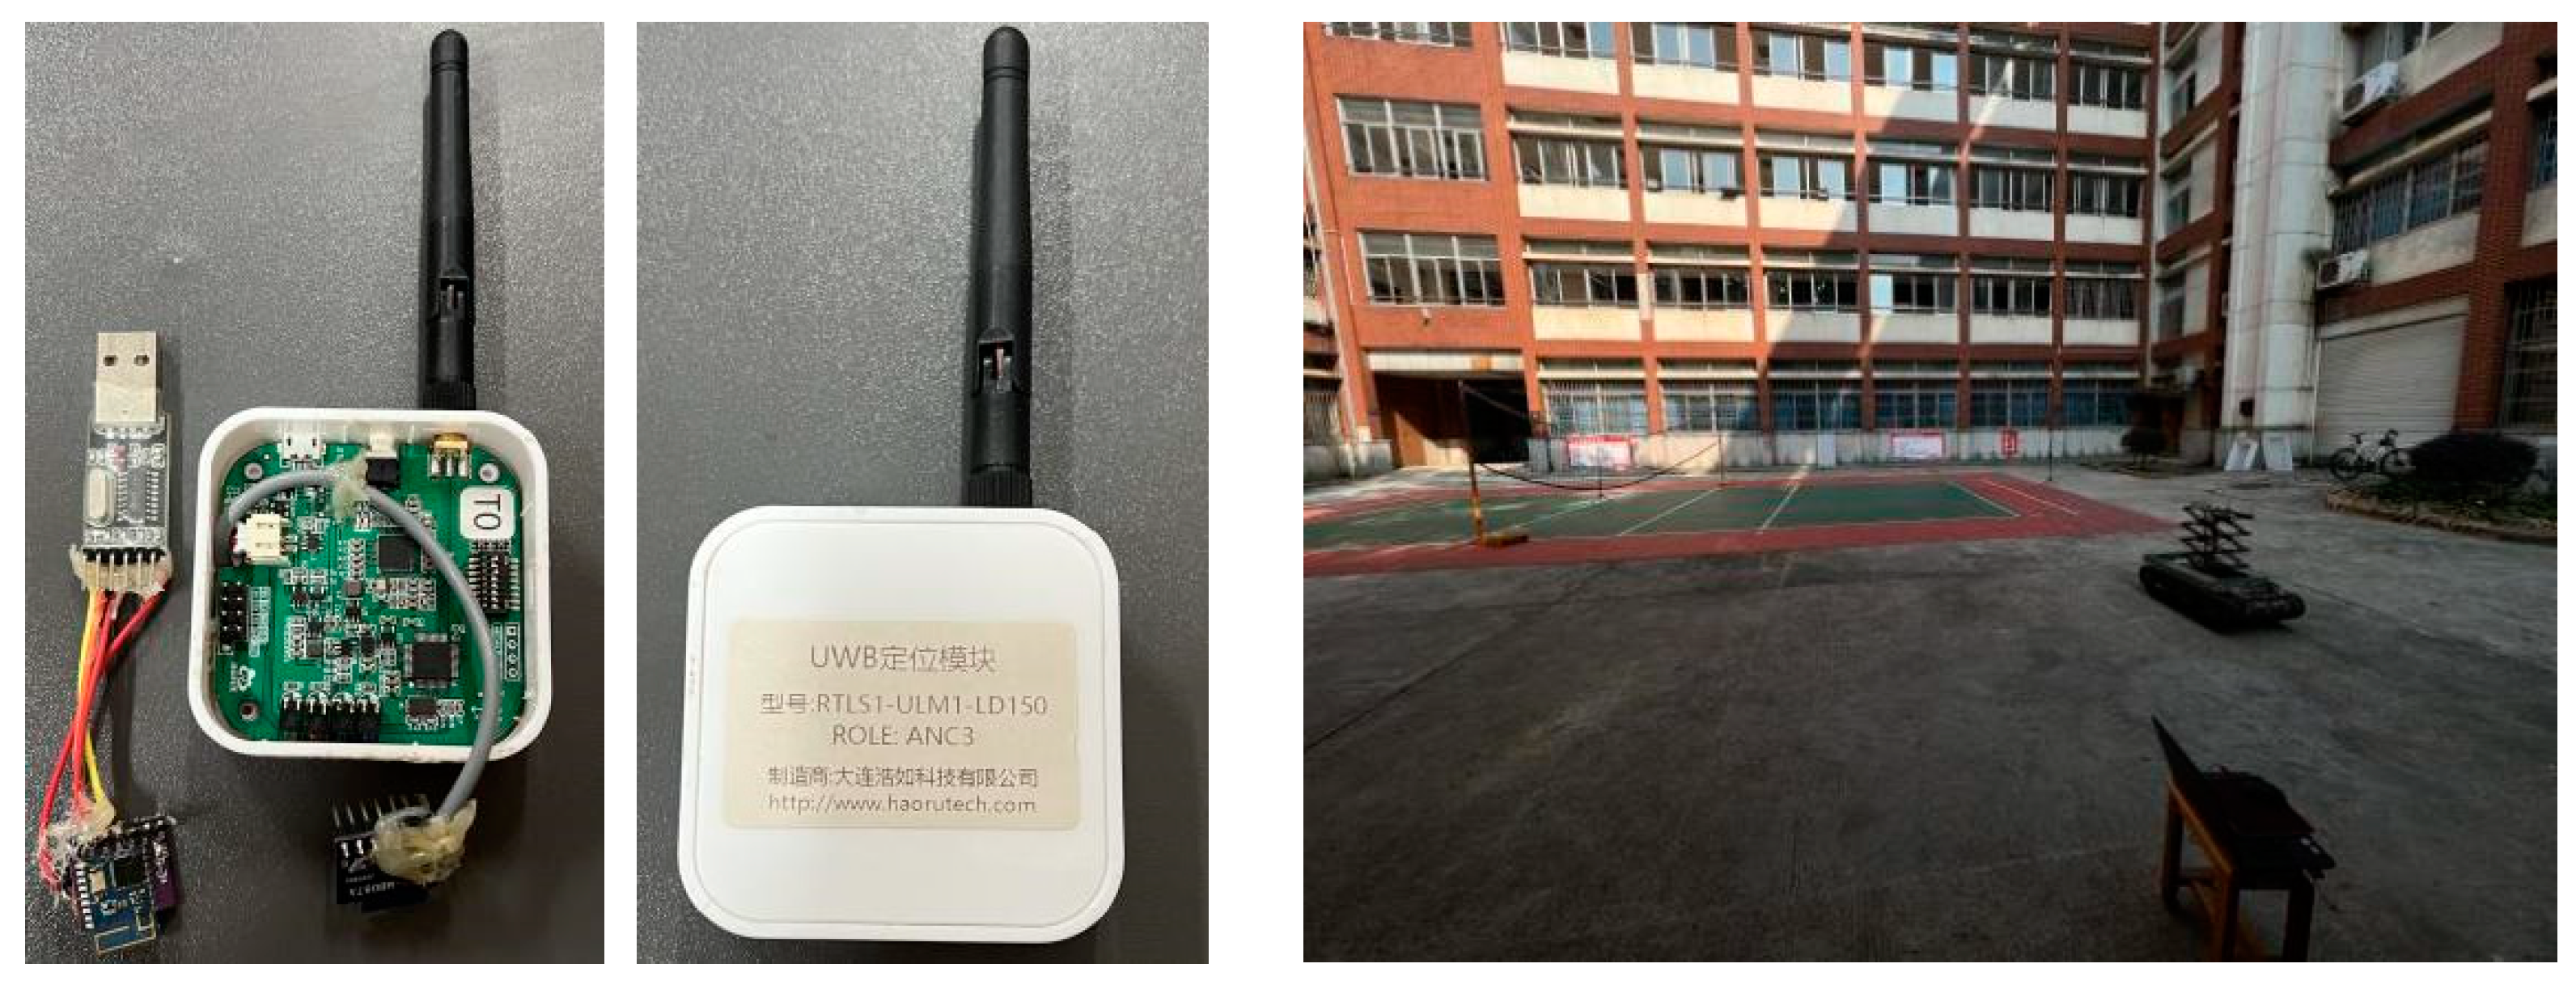 T0
UWB定位模块
型号:RTLS1-ULM1-LD150
ROLE: ANC3
制造商:大连浩如科技有限公司
http://www.haorutech.com